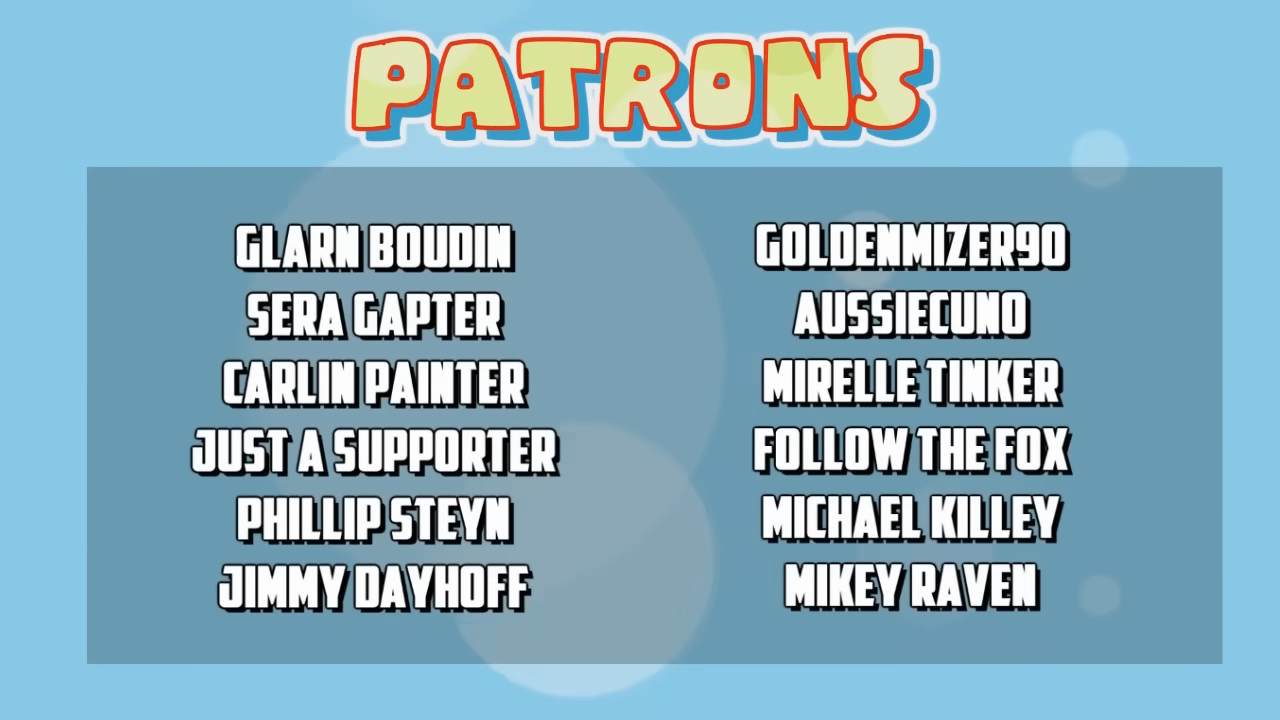 PATRONS
GLARN BOUDIN
SERA GAPTER
CARLIN PAINTER
JUST A SUPPORTER
PHILLIP STEYN
JIMMY DAYHOFF
GOLDENMIZER90
AUSSIECUNO
MIRELLE TINKER
FOLLOW THE FOX
MICHAEL KILLEY
MIKEY RAVEN